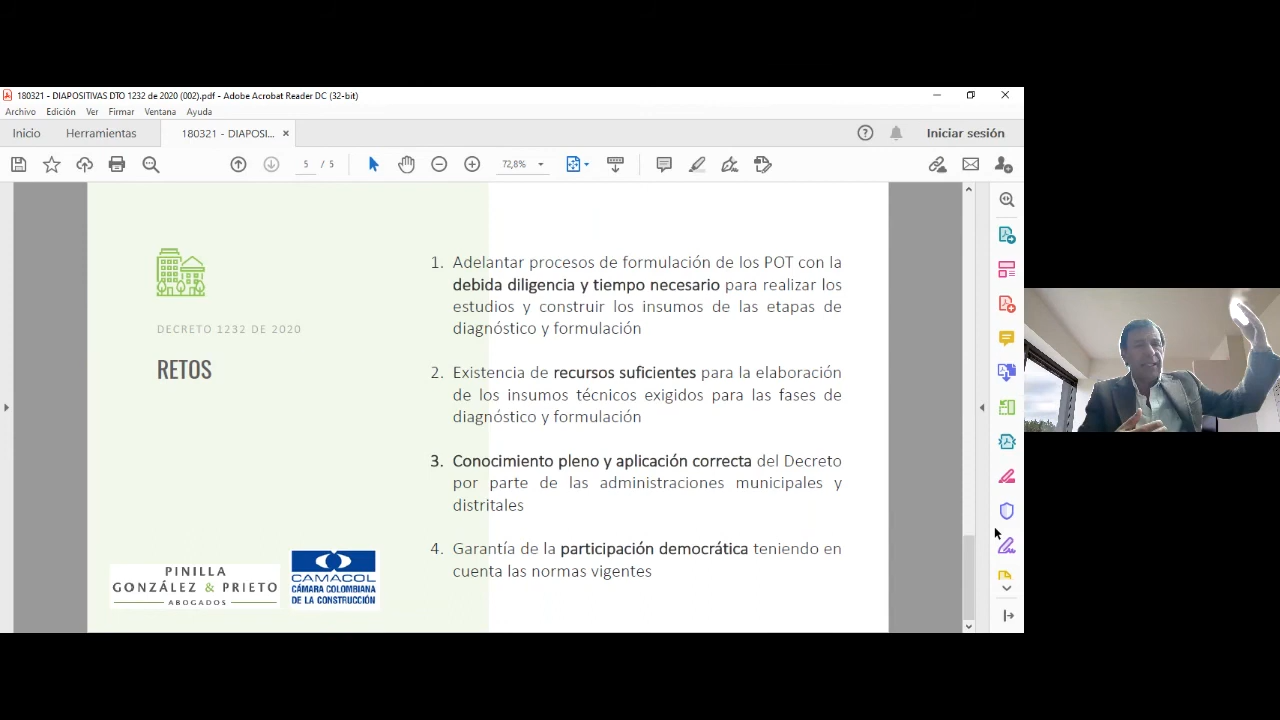 180321 - DIAPOSITIVAS DTO 1232 de 2020 (002).pdf - Adobe Acrobat Reader DC (32-bit)
Archivo Edición Ver Firmar Ventana Ayuda
Inicio Herramientas 180321 - DIAPOSI... × Iniciar sesión
5 / 5 72,8%
DECRETO 1232 DE 2020
RETOS
1. Adelantar procesos de formulación de los POT con la
debida diligencia y tiempo necesario para realizar los
estudios y construir los insumos de las etapas de
diagnóstico y formulación
2. Existencia de recursos suficientes para la elaboración
de los insumos técnicos exigidos para las fases de
diagnóstico y formulación
3. Conocimiento pleno y aplicación correcta del Decreto
por parte de las administraciones municipales y
distritales
4. Garantía de la participación democrática teniendo en
cuenta las normas vigentes
PINILLA
GONZÁLEZ & PRIETO
ABOGADOS
CAMACOL
CÁMARA COLOMBIANA
DE LA CONSTRUCCIÓN